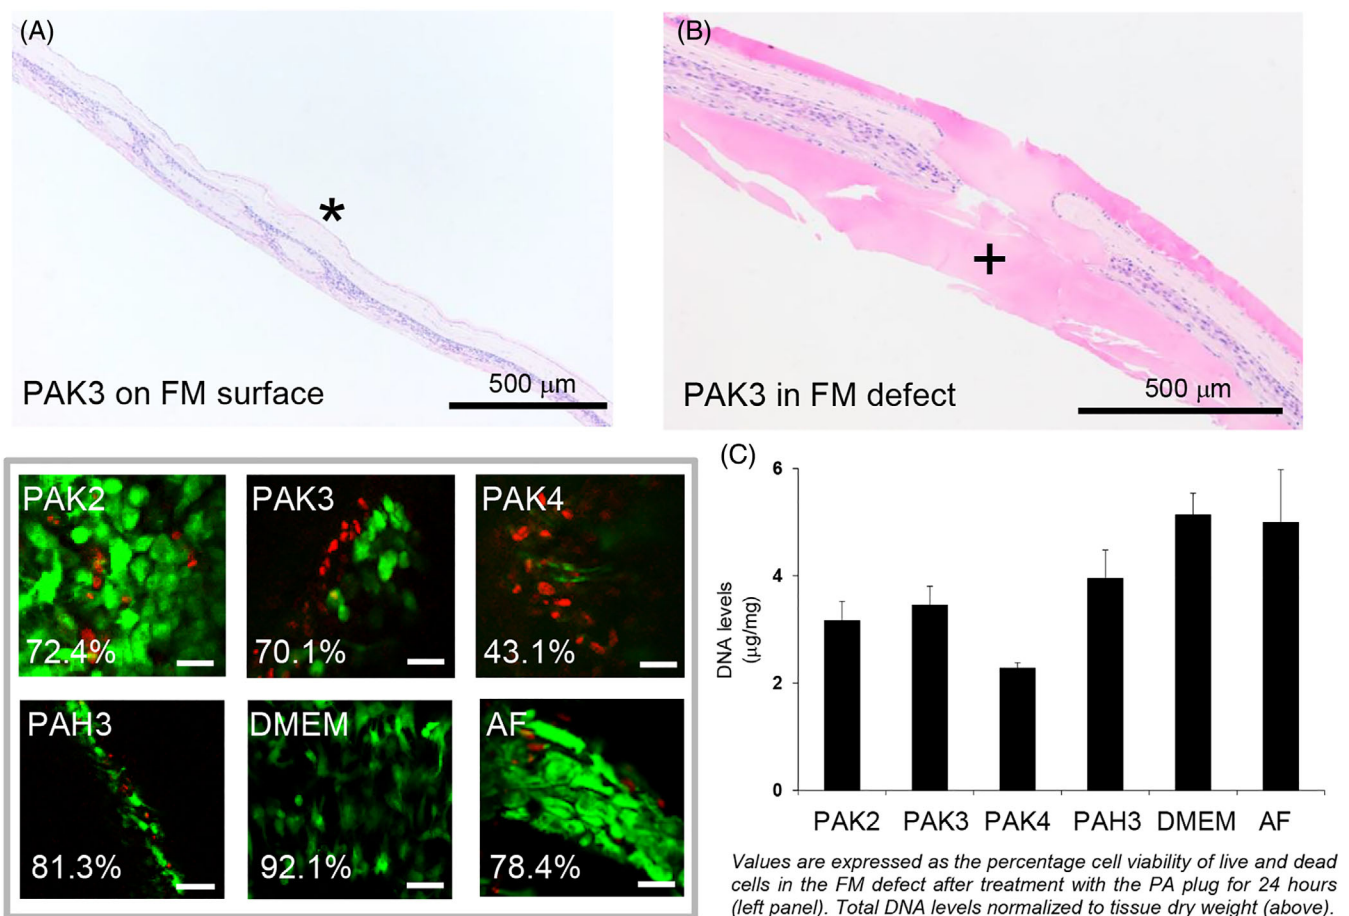 (A)
*
PAK3 on FM surface
500 μm
(B)
+
PAK3 in FM defect
500 μm
PAK2
72.4%
PAK3
70.1%
PAK4
43.1%
PAH3
81.3%
DMEM
92.1%
AF
78.4%
(C)
DNA levels
(μg/mg)
6
4
2
0
PAK2 PAK3 PAK4 PAH3 DMEM AF
Values are expressed as the percentage cell viability of live and dead
cells in the FM defect after treatment with the PA plug for 24 hours
(left panel). Total DNA levels normalized to tissue dry weight (above).